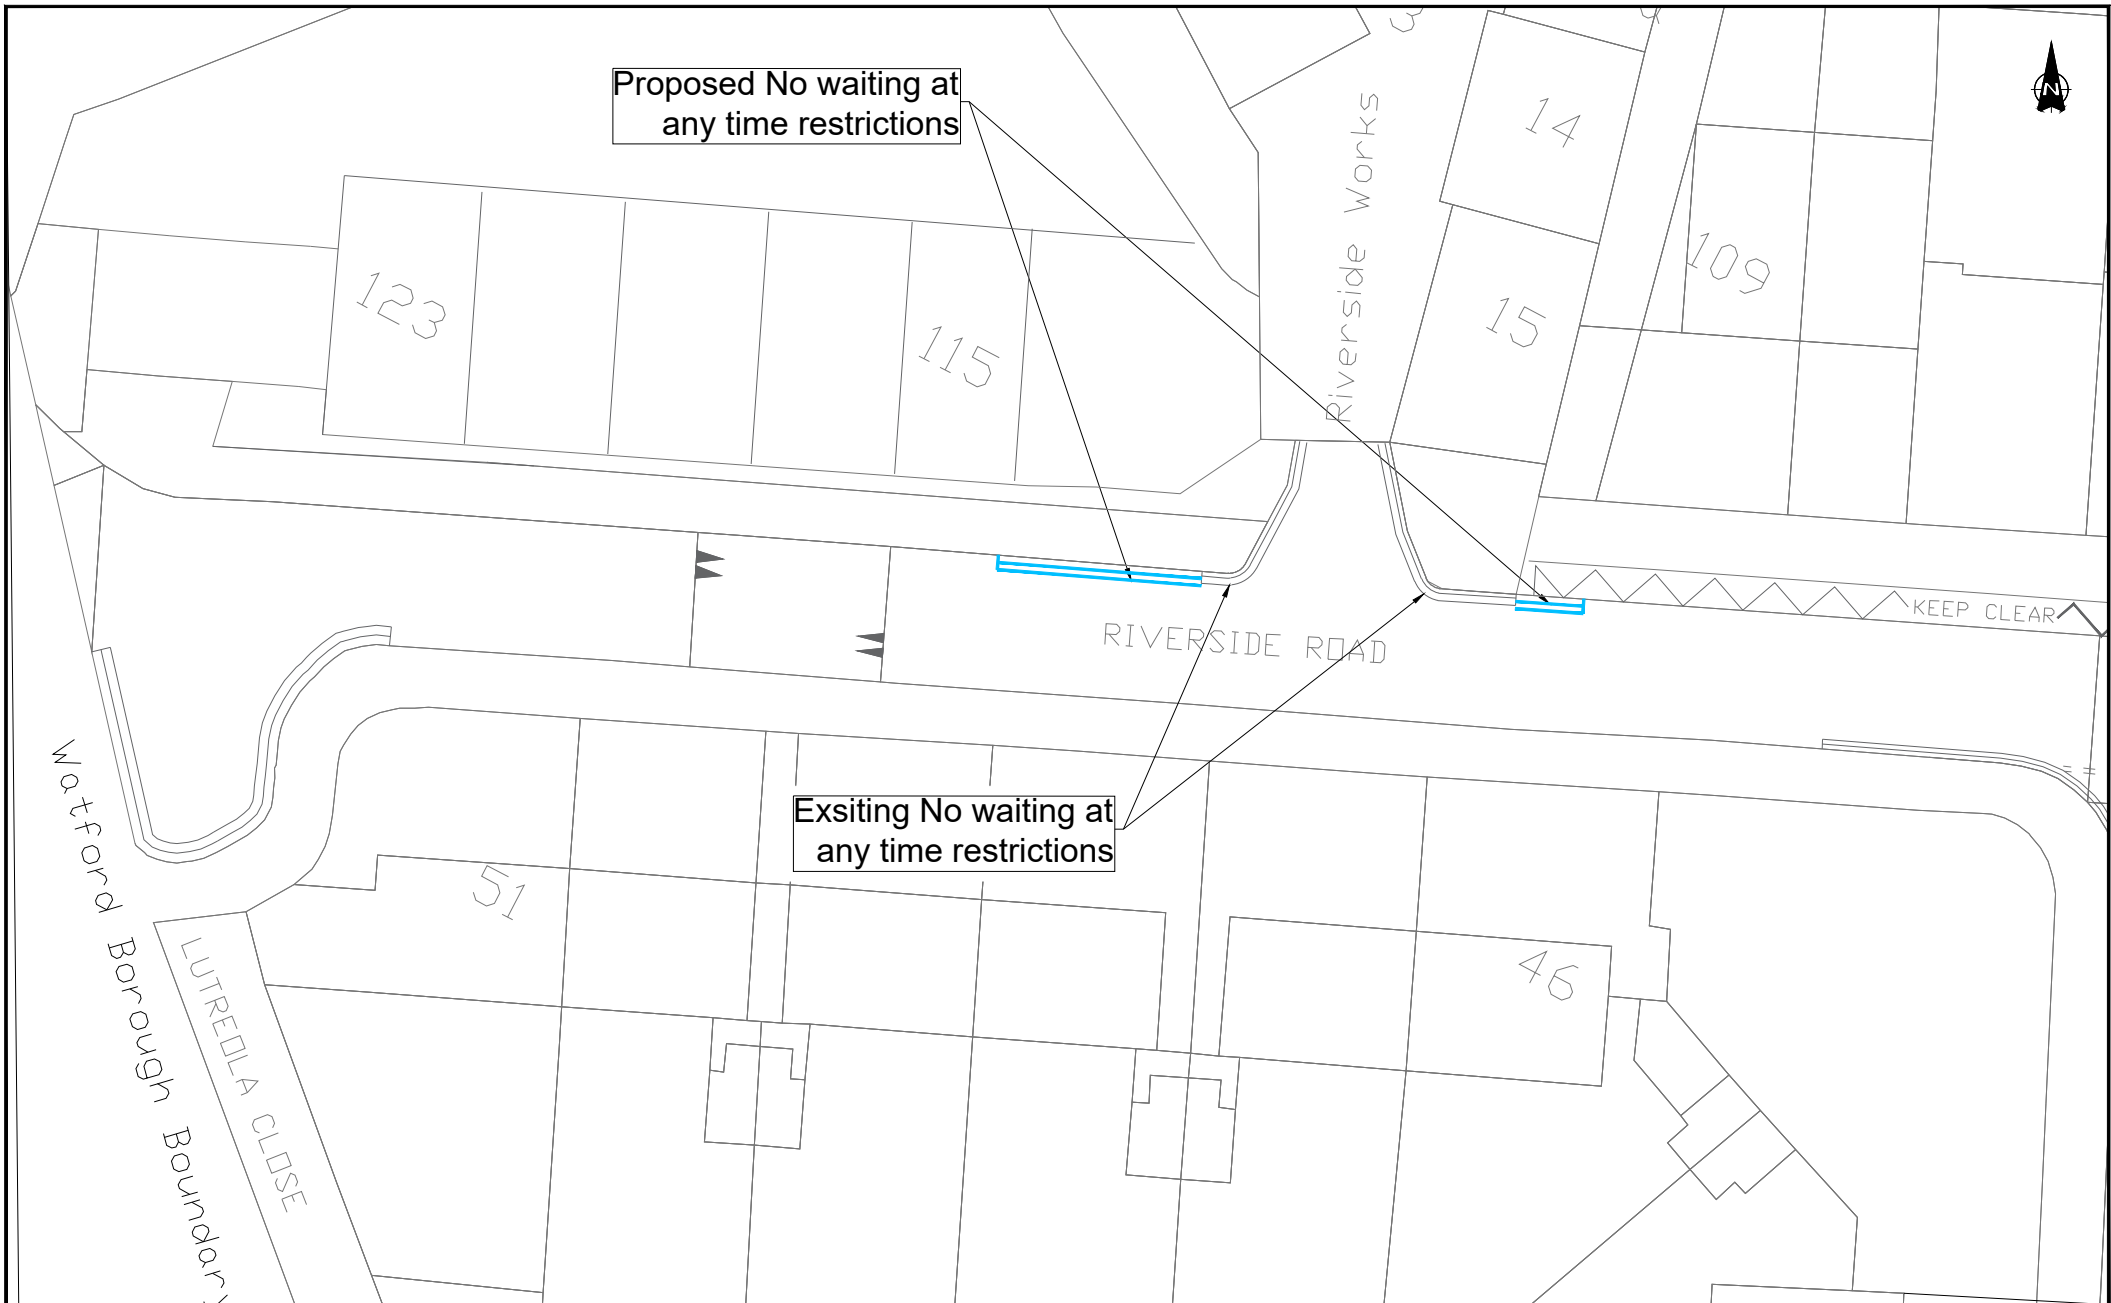 Proposed No waiting at
any time restrictions
N
Riverside Works
14
15
109
123
115
KEEP CLEAR
RIVERSIDE ROAD
Exsiting No waiting at
any time restrictions
51
46
Watford Borough Boundary
LUTREOLA CLOSE